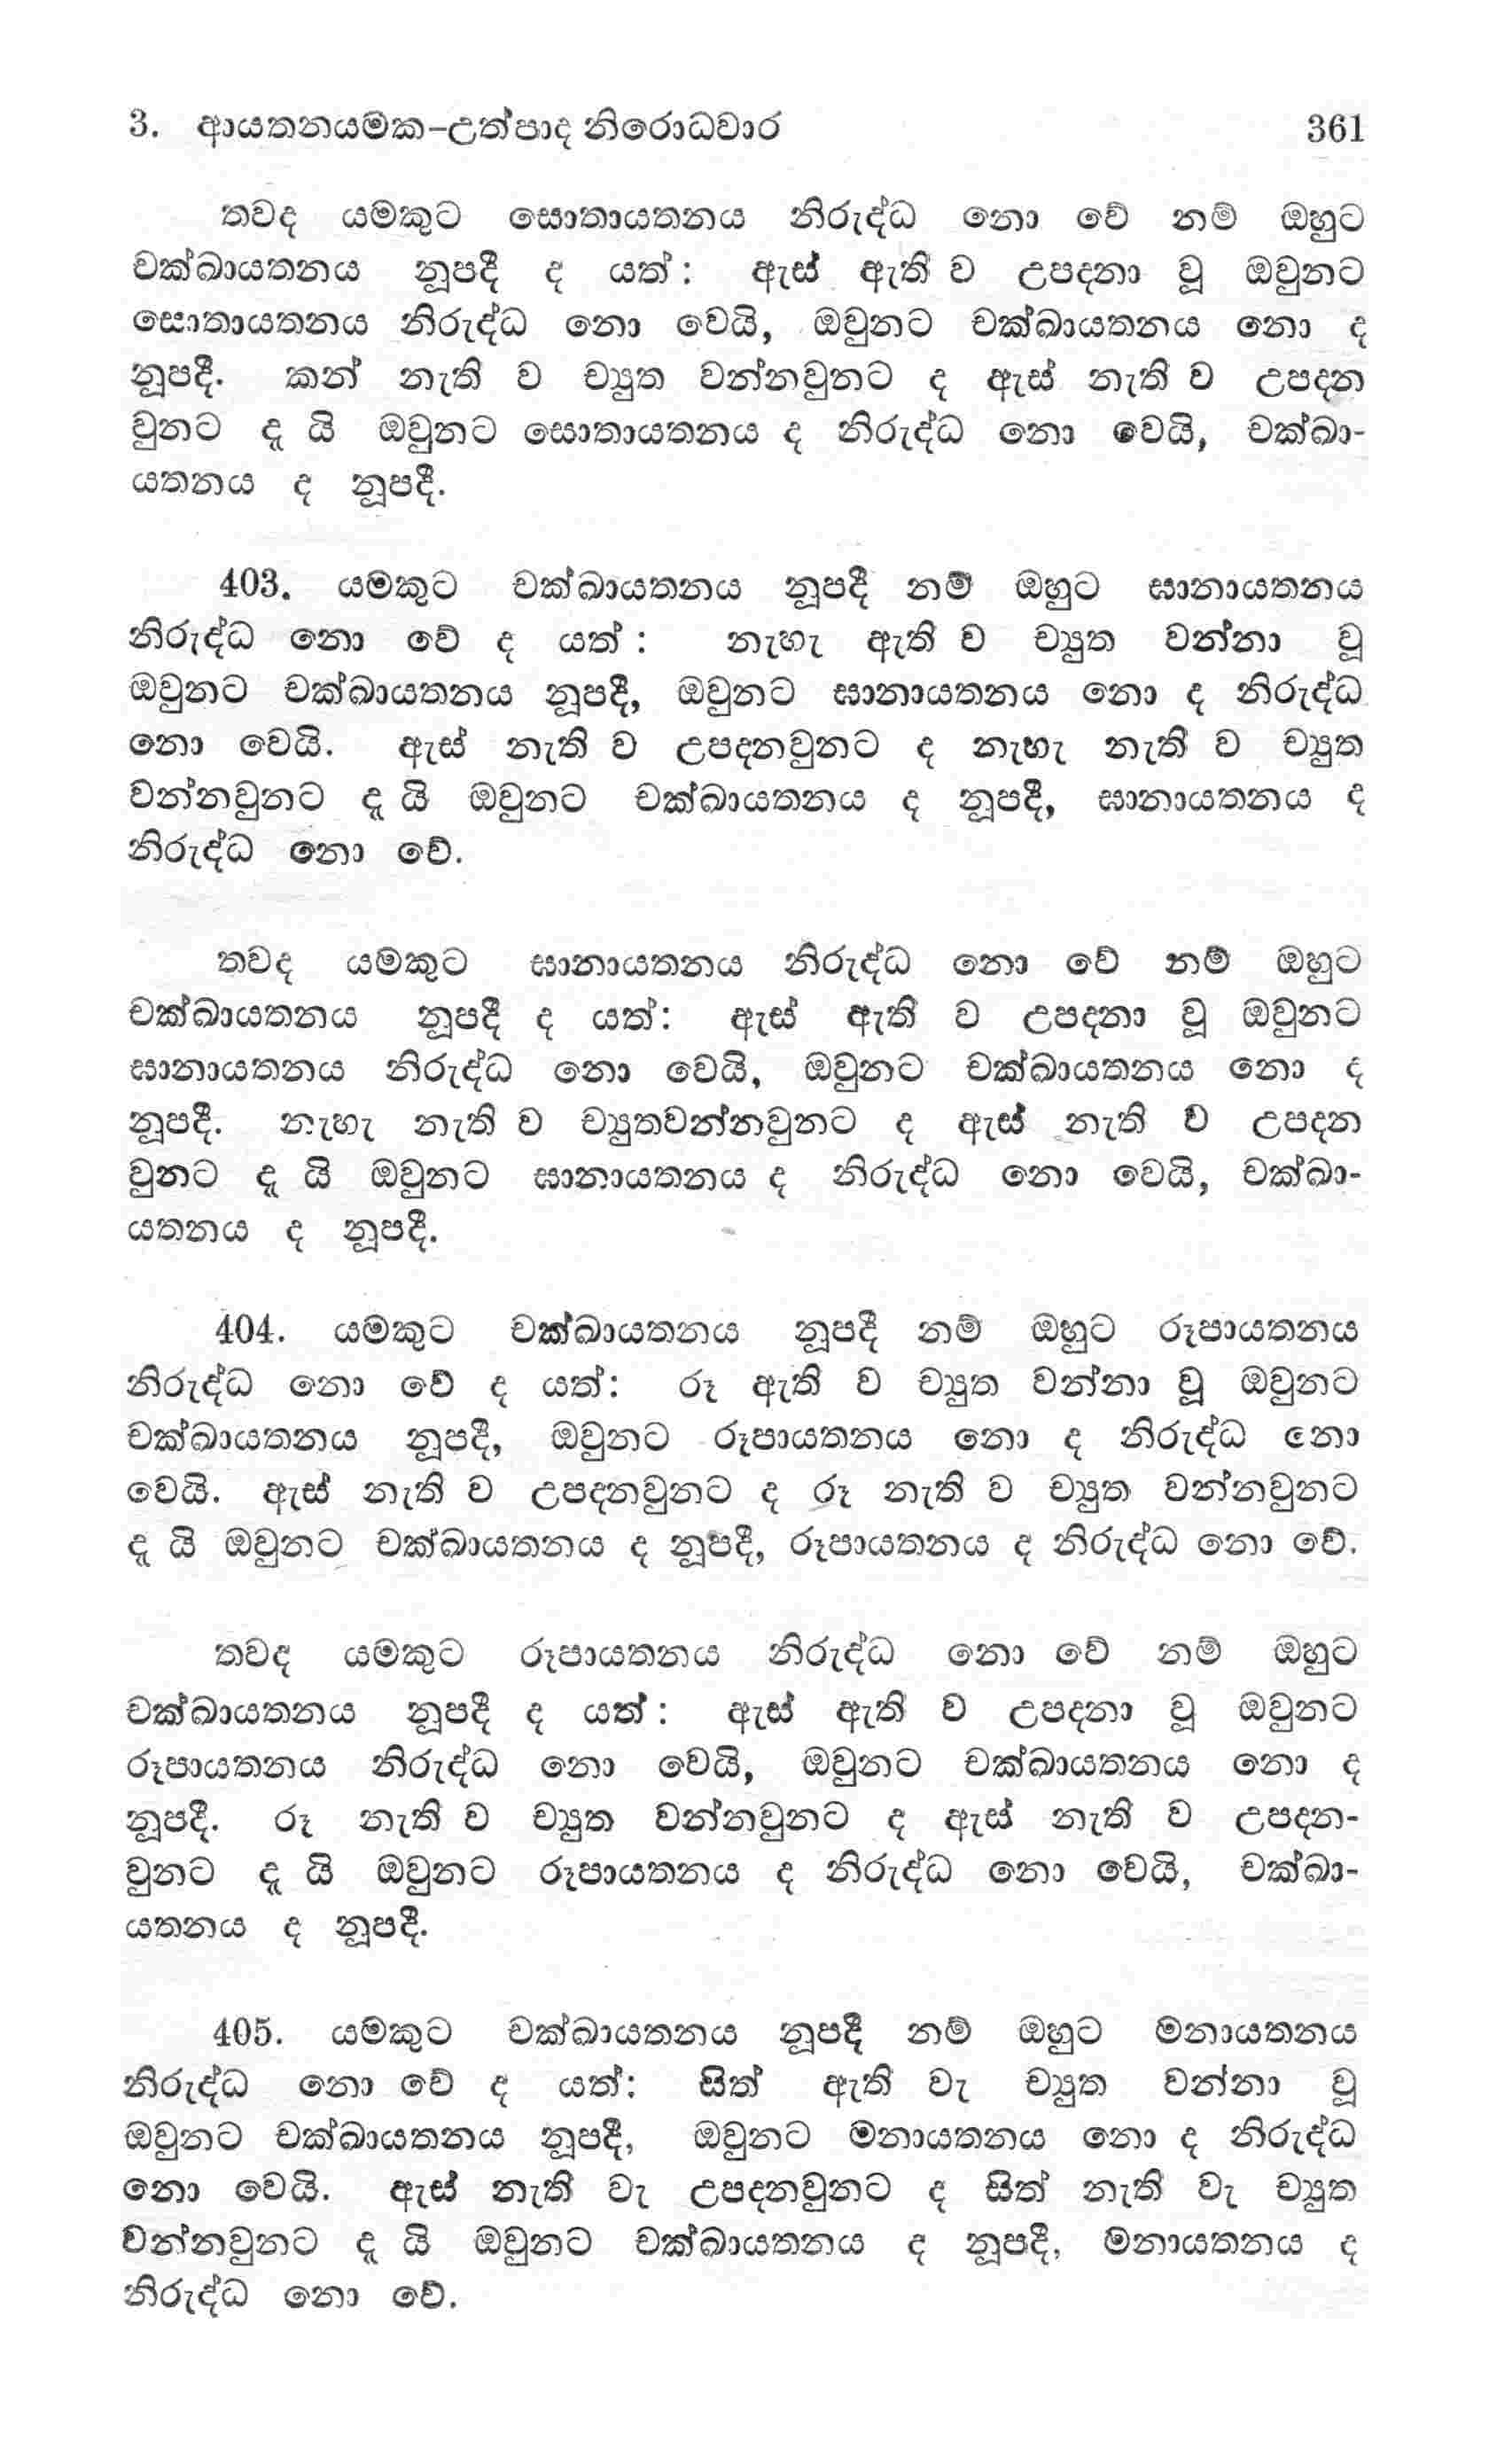 3. ආයතනයමක-උත්පාද නිරොධවාර 361
තවද යමකුට සොතායතනය නිරුද්ධ නො වේ නම් ඔහුට
චක්ඛායතනය නූපදී ද යත් : ඇස් ඇති ව උපදනා වූ ඔවුනට
සොතායතනය නිරුද්ධ නො වෙයි, ඔවුනට චක්ඛායතනය නො ද
නූපදී. කන් නැති ව ච්‍යුත වන්නවුනට ද ඇස් නැති ව උපදන
වුනට දැ යි ඔවුනට සොතායතනය ද නිරුද්ධ නො වෙයි, චක්ඛා-
යතනය ද නූපදී.
403. යමකුට චක්ඛායතනය නූපදී නම් ඔහුට ඝානායතනය
නිරුද්ධ නො වේ ද යත් : නැහැ ඇති ව ච්‍යුත වන්නා වූ
ඔවුනට චක්ඛායතනය නූපදී, ඔවුනට ඝානායතනය නො ද නිරුද්ධ
නො වෙයි. ඇස් නැති ව උපදනවුනට ද නැහැ නැති ව ච්‍යුත
වන්නවුනට දැ යි ඔවුනට චක්ඛායතනය ද නූපදී, ඝානායතනය ද
නිරුද්ධ නො වේ.
තවද යමකුට ඝානායතනය නිරුද්ධ නො වේ නම් ඔහුට
චක්ඛායතනය නූපදී ද යත්: ඇස් ඇති ව උපදනා වූ ඔවුනට
ඝානායතනය නිරුද්ධ නො වෙයි, ඔවුනට චක්ඛායතනය නො ද
නූපදී. නැහැ නැති ව ච්‍යුතවන්නවුනට ද ඇස් නැති ව උපදන
වුනට දැ යි ඔවුනට ඝානායතනය ද නිරුද්ධ නො වෙයි, චක්ඛා-
යතනය ද නූපදී.
404. යමකුට චක්ඛායතනය නූපදී නම් ඔහුට රූපායතනය
නිරුද්ධ නො වේ ද යත්: රූ ඇති ව ච්‍යුත වන්නා වූ ඔවුනට
චක්ඛායතනය නූපදී, ඔවුනට රූපායතනය නො ද නිරුද්ධ නො
වෙයි. ඇස් නැති ව උපදනවුනට ද රූ නැති ව ච්‍යුත වන්නවුනට
දැ යි ඔවුනට චක්ඛායතනය ද නූපදී, රූපායතනය ද නිරුද්ධ නො වේ.
තවද යමකුට රූපායතනය නිරුද්ධ නො වේ නම් ඔහුට
චක්ඛායතනය නූපදී ද යත් : ඇස් ඇති ව උපදනා වූ ඔවුනට
රූපායතනය නිරුද්ධ නො වෙයි, ඔවුනට චක්ඛායතනය නො ද
නූපදී. රූ නැති ව ච්‍යුත වන්නවුනට ද ඇස් නැති ව උපදන-
වුනට දැ යි ඔවුනට රූපායතනය ද නිරුද්ධ නො වෙයි, චක්ඛා-
යතනය ද නූපදී.
405. යමකුට චක්ඛායතනය නූපදී නම් ඔහුට මනායතනය
නිරුද්ධ නො වේ ද යත්: සිත් ඇති වැ ච්‍යුත වන්නා වූ
ඔවුනට චක්ඛායතනය නූපදී, ඔවුනට මනායතනය නො ද නිරුද්ධ
නො වෙයි. ඇස් නැති වැ උපදනවුනට ද සිත් නැති වැ ච්‍යුත
වන්නවුනට දැ යි ඔවුනට චක්ඛායතනය ද නූපදී, මනායතනය ද
නිරුද්ධ නො වේ.